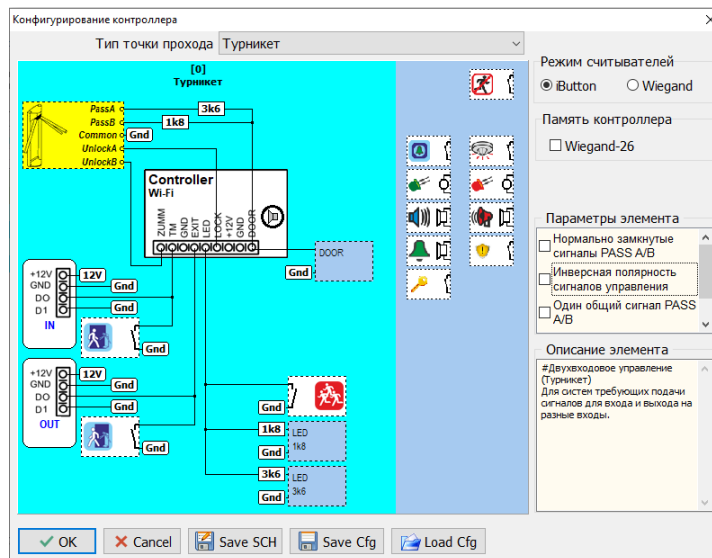 Конфигурирование контроллера
Тип точки прохода
Турникет
[0]
Турникет
PassA
3k6
PassB
1k8
Common
Gnd
UnlockA
UnlockB
Controller
Wi-Fi
ZUMM
TM
GND
EXIT
LED
LOCK
+12V
GND
DOOR
DOOR
Gnd
+12V
12V
GND
Gnd
DO
D1
Gnd
IN
Gnd
+12V
12V
GND
Gnd
DO
D1
Gnd
OUT
Gnd
Gnd
1k8
LED
1k8
Gnd
3k6
LED
3k6
Gnd
Режим считывателей
iButton
Wiegand
Память контроллера
Wiegand-26
Параметры элемента
Нормально замкнутые
сигналы PASS A/B
Инверсная полярность
сигналов управления
Один общий сигнал PASS
A/B
Описание элемента
#Двухвходовое управление
(Турникет)
Для систем требующих подачи
сигналов для входа и выхода на
разные входы.
OK
Cancel
Save SCH
Save Cfg
Load Cfg